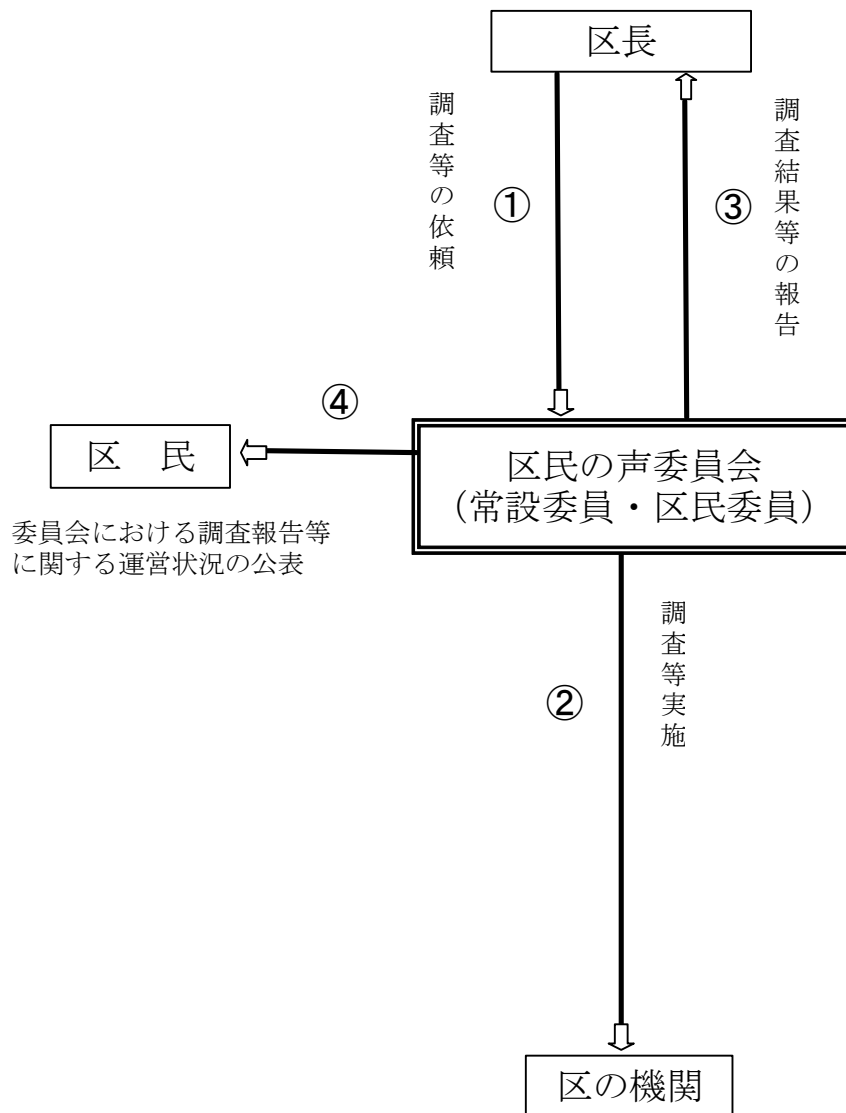 区長
調査等の依頼
①
③
調査結果等の報告
④
区　民
区民の声委員会
（常設委員・区民委員）
委員会における調査報告等
に関する運営状況の公表
②
調査等実施
区の機関